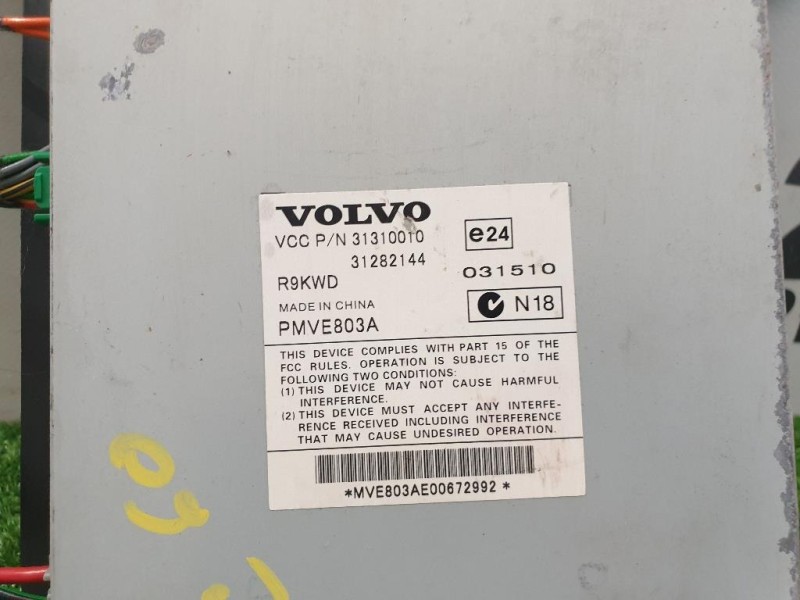 VOLVO
VCC P/N 31310010
31282144
e24
R9KWD
031510
MADE IN CHINA
PMVE803A
N18
THIS DEVICE COMPLIES WITH PART 15 OF THE
FCC RULES. OPERATION IS SUBJECT TO THE
FOLLOWING TWO CONDITIONS:
(1) THIS DEVICE MAY NOT CAUSE HARMFUL
INTERFERENCE.
(2) THIS DEVICE MUST ACCEPT ANY INTERFE-
RENCE RECEIVED INCLUDING INTERFERENCE
THAT MAY CAUSE UNDESIRED OPERATION.
*MVE803AE00672992*